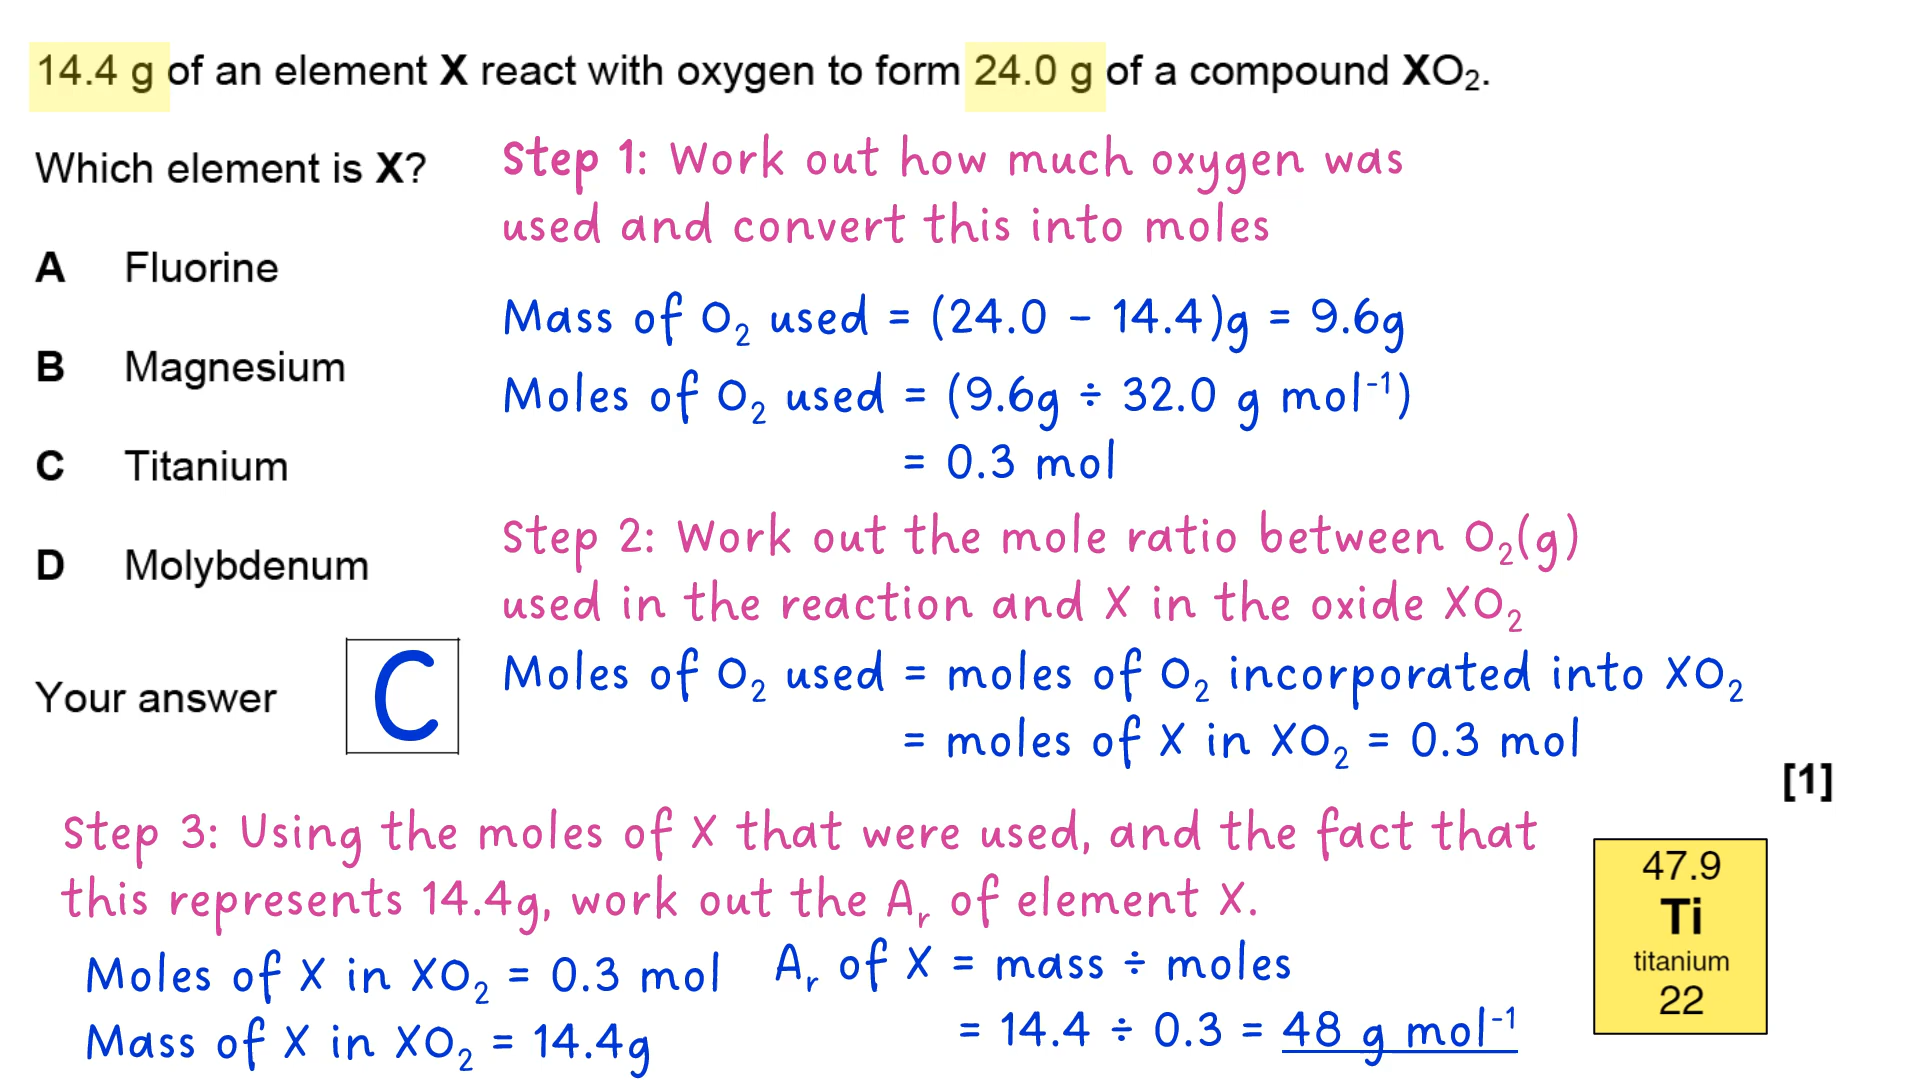 14.4 g of an element X react with oxygen to form 24.0 g of a compound XO₂.
Which element is X?
A Fluorine
B Magnesium
C Titanium
D Molybdenum
Your answer C
Step 1: Work out how much oxygen was
used and convert this into moles
Mass of O₂ used = (24.0 − 14.4)g = 9.6g
Moles of O₂ used = (9.6g ÷ 32.0 g mol⁻¹)
= 0.3 mol
Step 2: Work out the mole ratio between O₂(g)
used in the reaction and X in the oxide XO₂
Moles of O₂ used = moles of O₂ incorporated into XO₂
= moles of X in XO₂ = 0.3 mol
[1]
Step 3: Using the moles of X that were used, and the fact that
this represents 14.4g, work out the Aᵣ of element X.
Moles of X in XO₂ = 0.3 mol
Mass of X in XO₂ = 14.4g
Aᵣ of X = mass ÷ moles
= 14.4 ÷ 0.3 = 48 g mol⁻¹
47.9
Ti
titanium
22